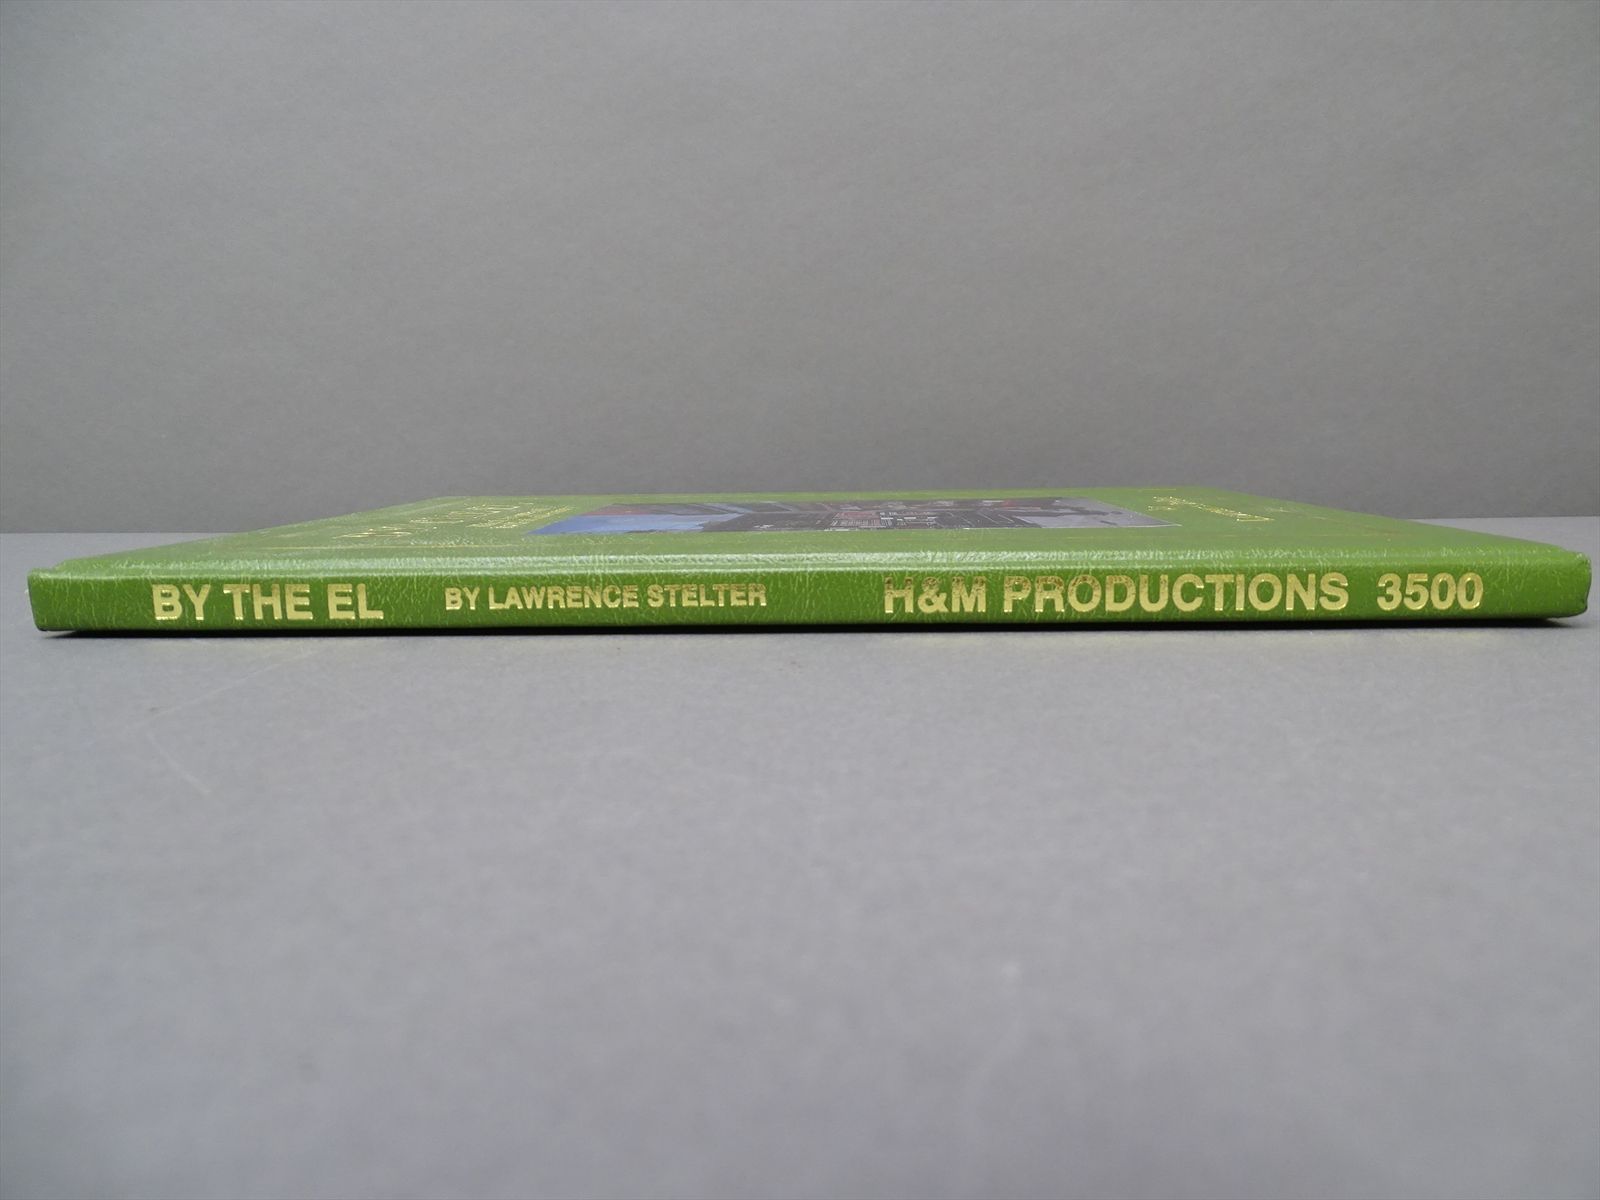 BY THE EL BY LAWRENCE STELTER H&M PRODUCTIONS 3500